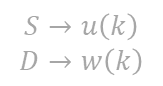 S → u(k)
D → w(k)